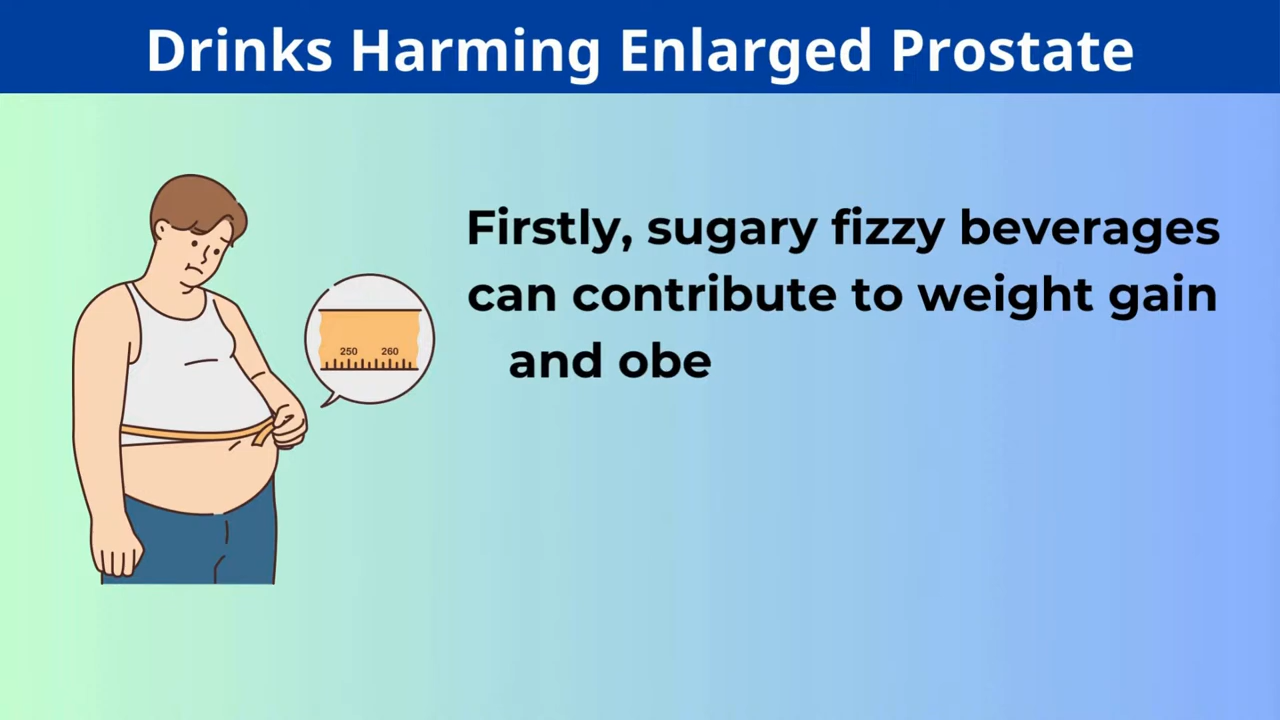 Drinks Harming Enlarged Prostate
Firstly, sugary fizzy beverages
can contribute to weight gain
and obe
250 260